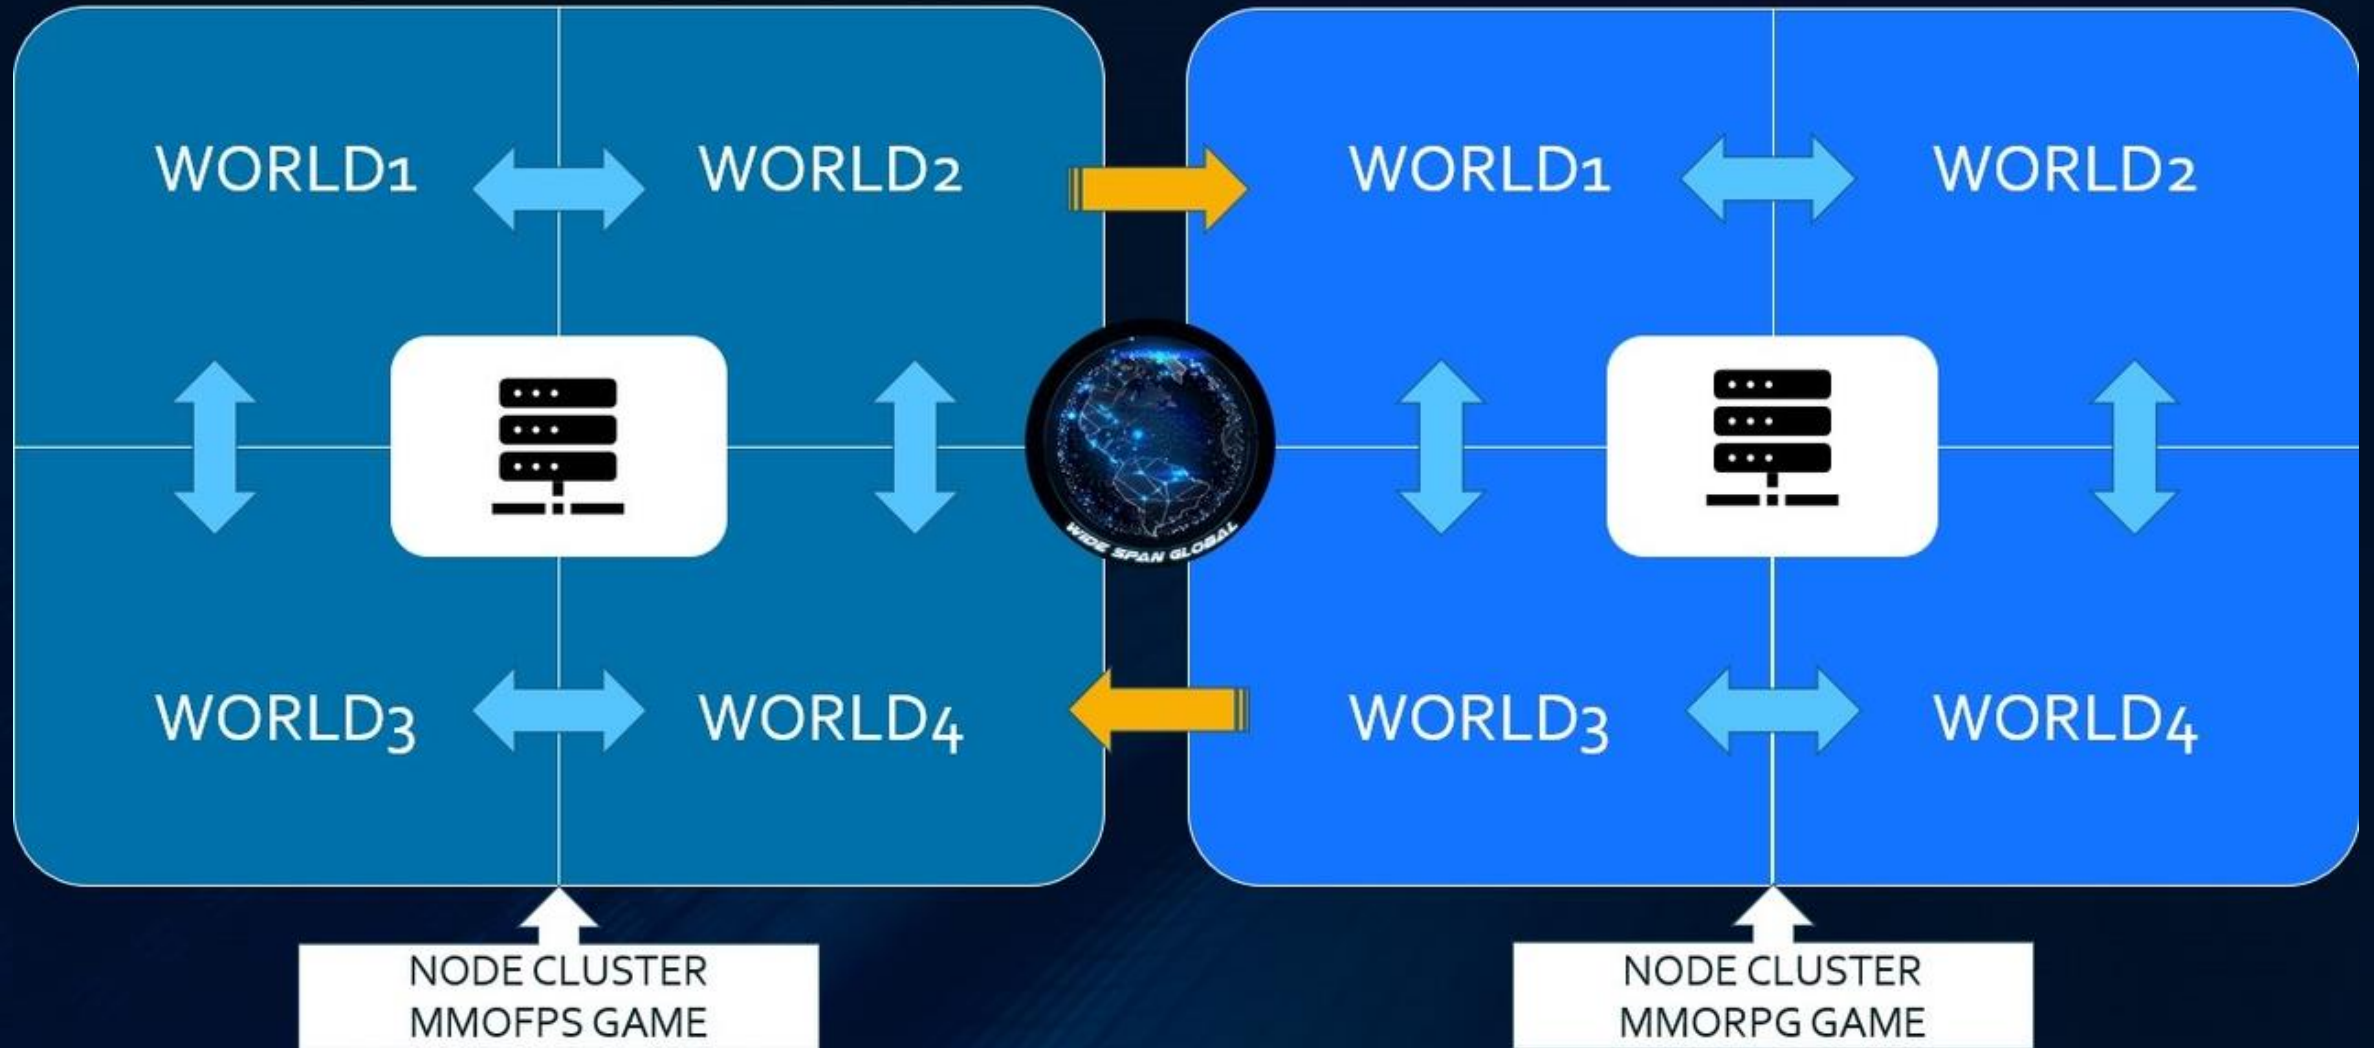 WORLD1
WORLD2
WORLD1
WORLD2
WIDE SPAN GLOBAL
WORLD3
WORLD4
WORLD3
WORLD4
NODE CLUSTER
MMOFPS GAME
NODE CLUSTER
MMORPG GAME